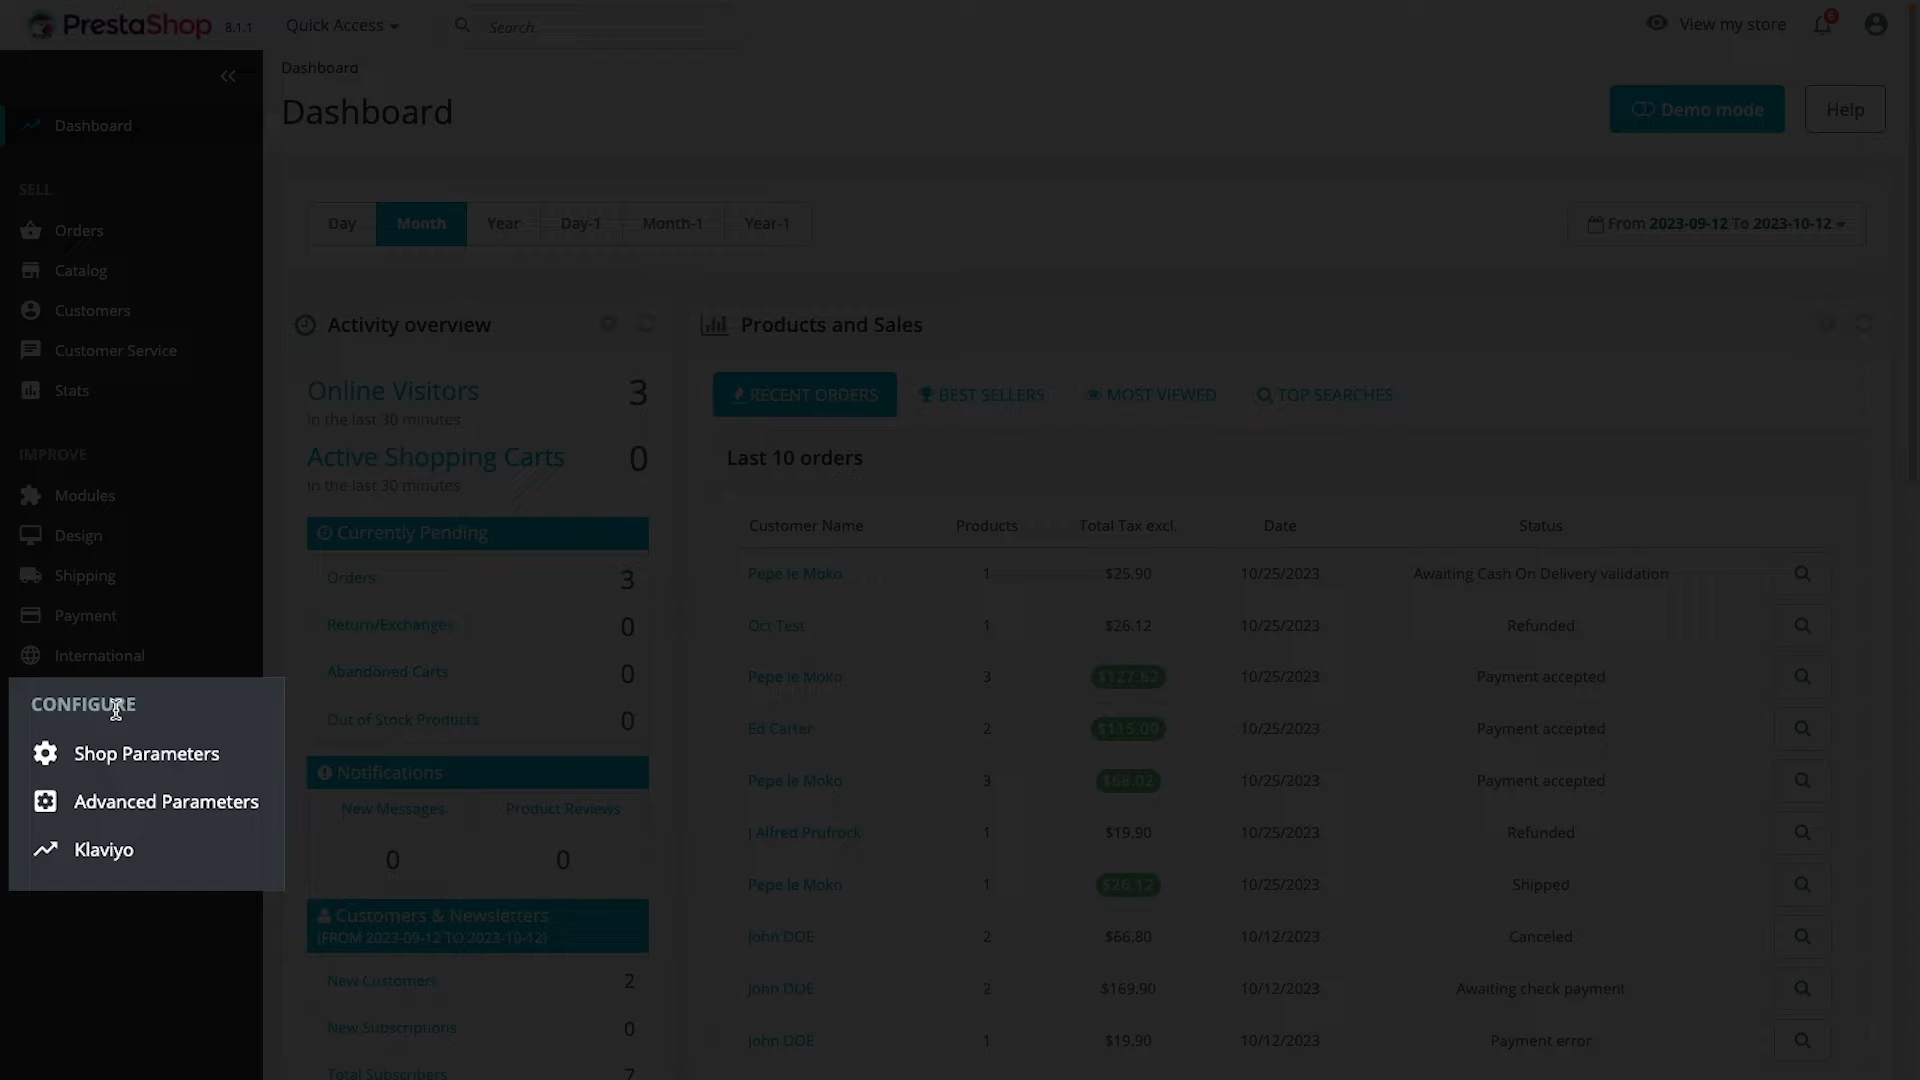 PrestaShop 8.1.1 Quick Access Search View my store 6
Dashboard
Dashboard
Demo mode Help
Dashboard
SELL
Orders
Catalog
Customers
Customer Service
Stats
IMPROVE
Modules
Design
Shipping
Payment
International
CONFIGURE
Shop Parameters
Advanced Parameters
Klaviyo
Day Month Year Day-1 Month-1 Year-1 From 2023-09-12 To 2023-10-12
Activity overview
Online Visitors 3
in the last 30 minutes
Active Shopping Carts 0
in the last 30 minutes
Currently Pending
Orders 3
Return/Exchange 0
Abandoned Carts 0
Out of Stock Products 0
Notifications
New Messages Product Reviews
0 0
Customers & Newsletters
(FROM 2023-09-12 TO 2023-10-12)
New Customers 2
New Subscriptions 0
Total Subscribers 7
Products and Sales
RECENT ORDERS BEST SELLERS MOST VIEWED TOP SEARCHES
Last 10 orders
Customer Name Products Total Tax excl. Date Status
Pepe le Moko 1 $25.90 10/25/2023 Awaiting Cash On Delivery validation
Oct Test 1 $26.12 10/25/2023 Refunded
Pepe le Moko 3 $127.62 10/25/2023 Payment accepted
Ed Carter 2 $115.00 10/25/2023 Payment accepted
Pepe le Moko 3 $68.02 10/25/2023 Payment accepted
J Alfred Prufrock 1 $19.90 10/25/2023 Refunded
Pepe le Moko 1 $26.12 10/25/2023 Shipped
John DOE 2 $66.80 10/12/2023 Canceled
John DOE 2 $169.90 10/12/2023 Awaiting check payment
John DOE 1 $19.90 10/12/2023 Payment error